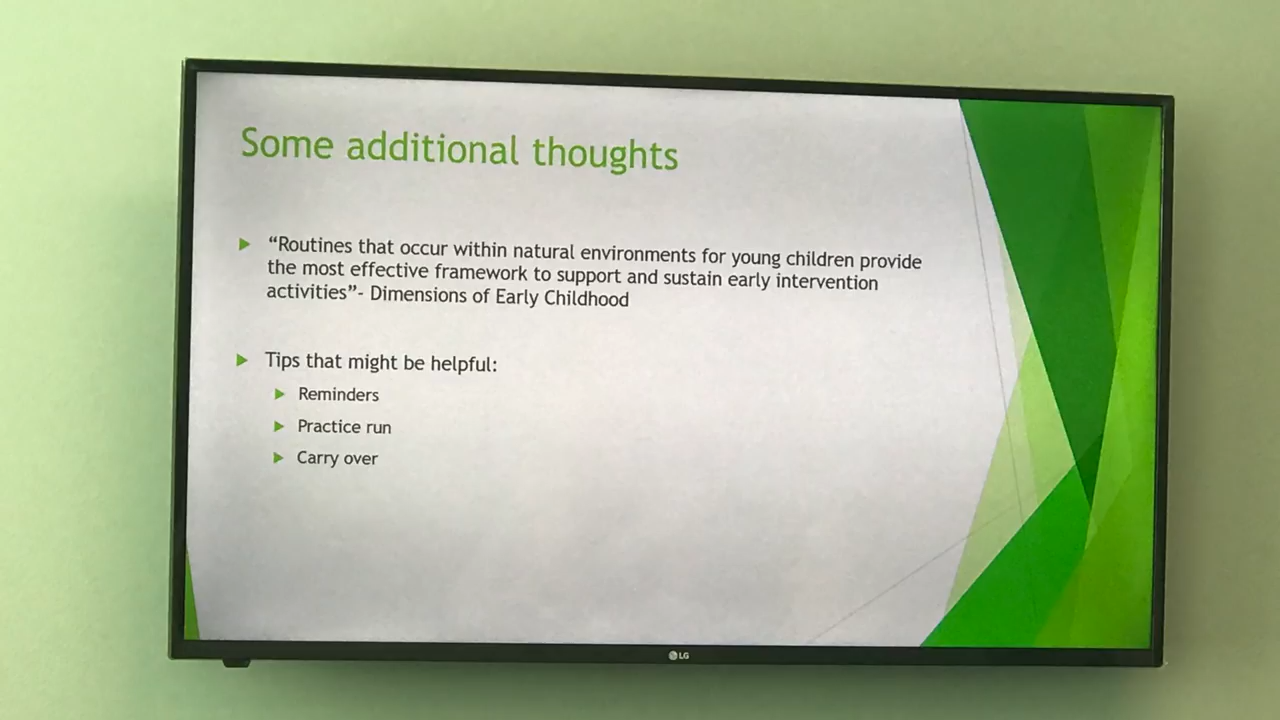 Some additional thoughts
“Routines that occur within natural environments for young children provide
the most effective framework to support and sustain early intervention
activities”- Dimensions of Early Childhood
Tips that might be helpful:
Reminders
Practice run
Carry over
LG